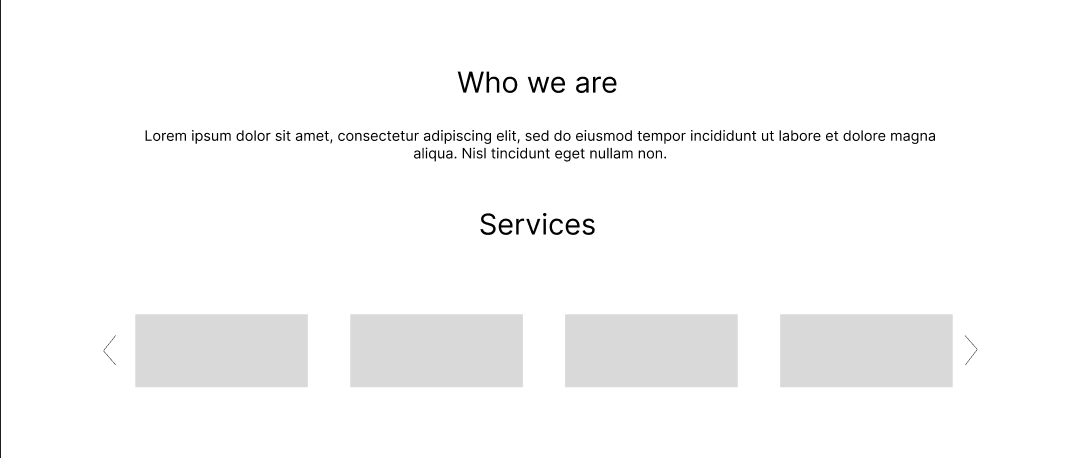 Who we are
Lorem ipsum dolor sit amet, consectetur adipiscing elit, sed do eiusmod tempor incididunt ut labore et dolore magna
aliqua. Nisl tincidunt eget nullam non.
Services